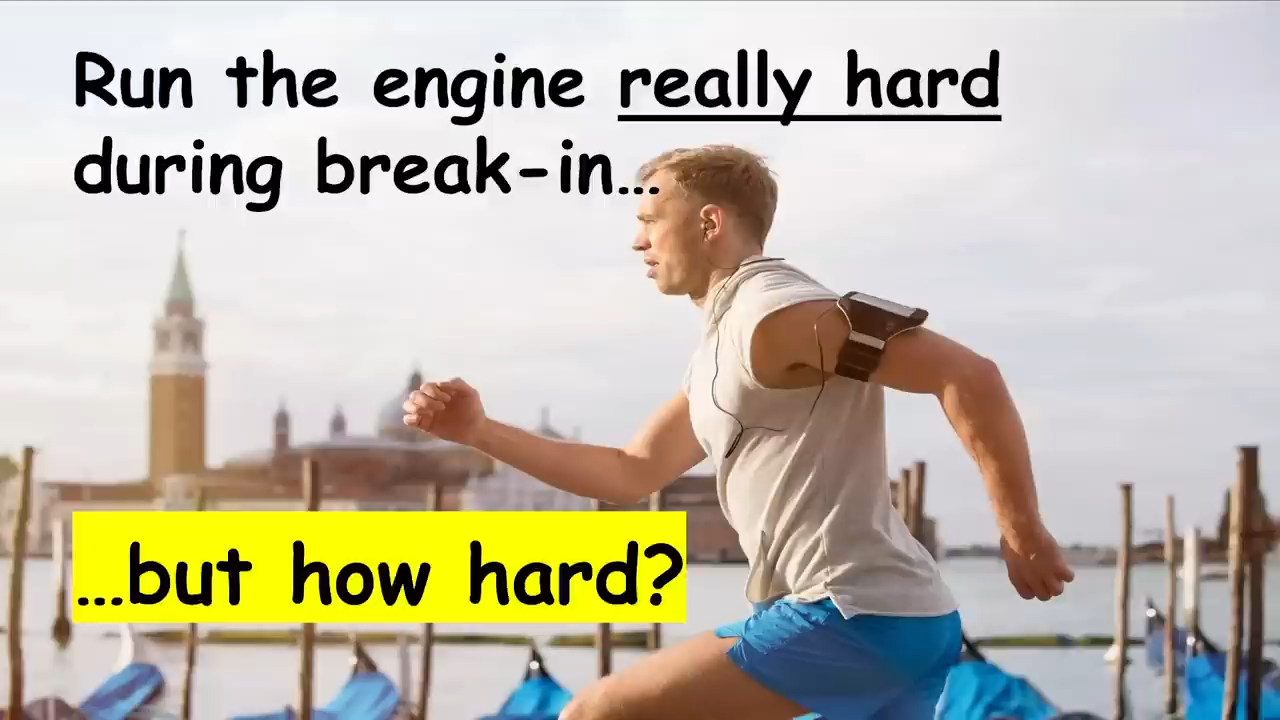 Run the engine really hard
during break-in...
...but how hard?